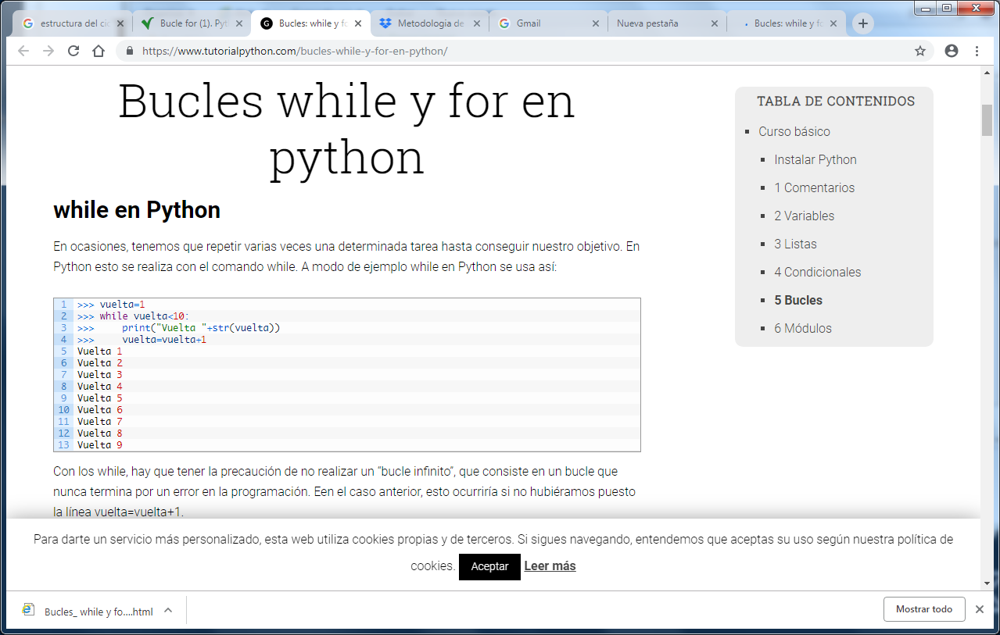 estructura del cic
Bucle for (1). Pyt
Bucles: while y fo
Metodologia de
Gmail
Nueva pestaña
Bucles: while y fo
https://www.tutorialpython.com/bucles-while-y-for-en-python/
Bucles while y for en
python
while en Python
En ocasiones, tenemos que repetir varias veces una determinada tarea hasta conseguir nuestro objetivo. En
Python esto se realiza con el comando while. A modo de ejemplo while en Python se usa así:
1 >>> vuelta=1
2 >>> while vuelta<10:
3 >>>     print("Vuelta "+str(vuelta))
4 >>>     vuelta=vuelta+1
5 Vuelta 1
6 Vuelta 2
7 Vuelta 3
8 Vuelta 4
9 Vuelta 5
10 Vuelta 6
11 Vuelta 7
12 Vuelta 8
13 Vuelta 9
Con los while, hay que tener la precaución de no realizar un "bucle infinito", que consiste en un bucle que
nunca termina por un error en la programación. Een el caso anterior, esto ocurriría si no hubiéramos puesto
la línea vuelta=vuelta+1.
TABLA DE CONTENIDOS
Curso básico
Instalar Python
1 Comentarios
2 Variables
3 Listas
4 Condicionales
5 Bucles
6 Módulos
Para darte un servicio más personalizado, esta web utiliza cookies propias y de terceros. Si sigues navegando, entendemos que aceptas su uso según nuestra política de
cookies. Aceptar Leer más
Bucles_ while y fo....html
Mostrar todo